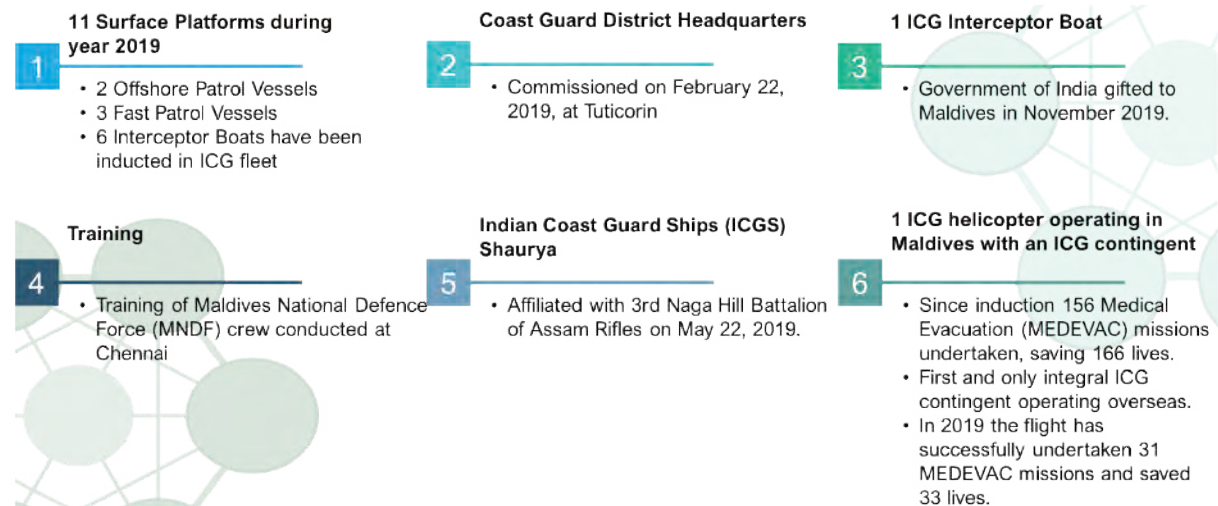 11 Surface Platforms during
year 2019
1
• 2 Offshore Patrol Vessels
• 3 Fast Patrol Vessels
• 6 Interceptor Boats have been
inducted in ICG fleet
Coast Guard District Headquarters
2
• Commissioned on February 22,
2019, at Tuticorin
1 ICG Interceptor Boat
3
• Government of India gifted to
Maldives in November 2019.
Training
4
• Training of Maldives National Defence
Force (MNDF) crew conducted at
Chennai
Indian Coast Guard Ships (ICGS)
Shaurya
5
• Affiliated with 3rd Naga Hill Battalion
of Assam Rifles on May 22, 2019.
1 ICG helicopter operating in
Maldives with an ICG contingent
6
• Since induction 156 Medical
Evacuation (MEDEVAC) missions
undertaken, saving 166 lives.
• First and only integral ICG
contingent operating overseas.
• In 2019 the flight has
successfully undertaken 31
MEDEVAC missions and saved
33 lives.